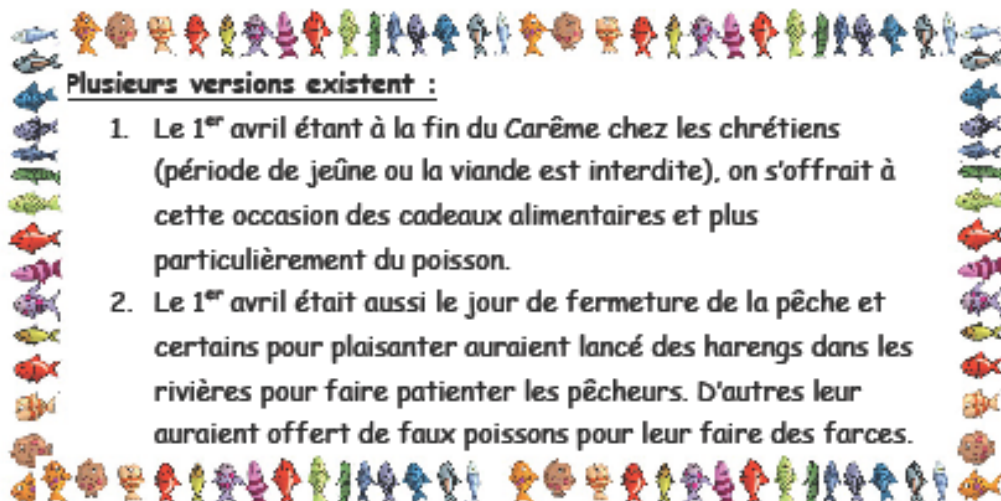 Plusieurs versions existent :
1. Le 1er avril étant à la fin du Carême chez les chrétiens
(période de jeûne ou la viande est interdite), on s'offrait à
cette occasion des cadeaux alimentaires et plus
particulièrement du poisson.
2. Le 1er avril était aussi le jour de fermeture de la pêche et
certains pour plaisanter auraient lancé des harengs dans les
rivières pour faire patienter les pêcheurs. D'autres leur
auraient offert de faux poissons pour leur faire des farces.